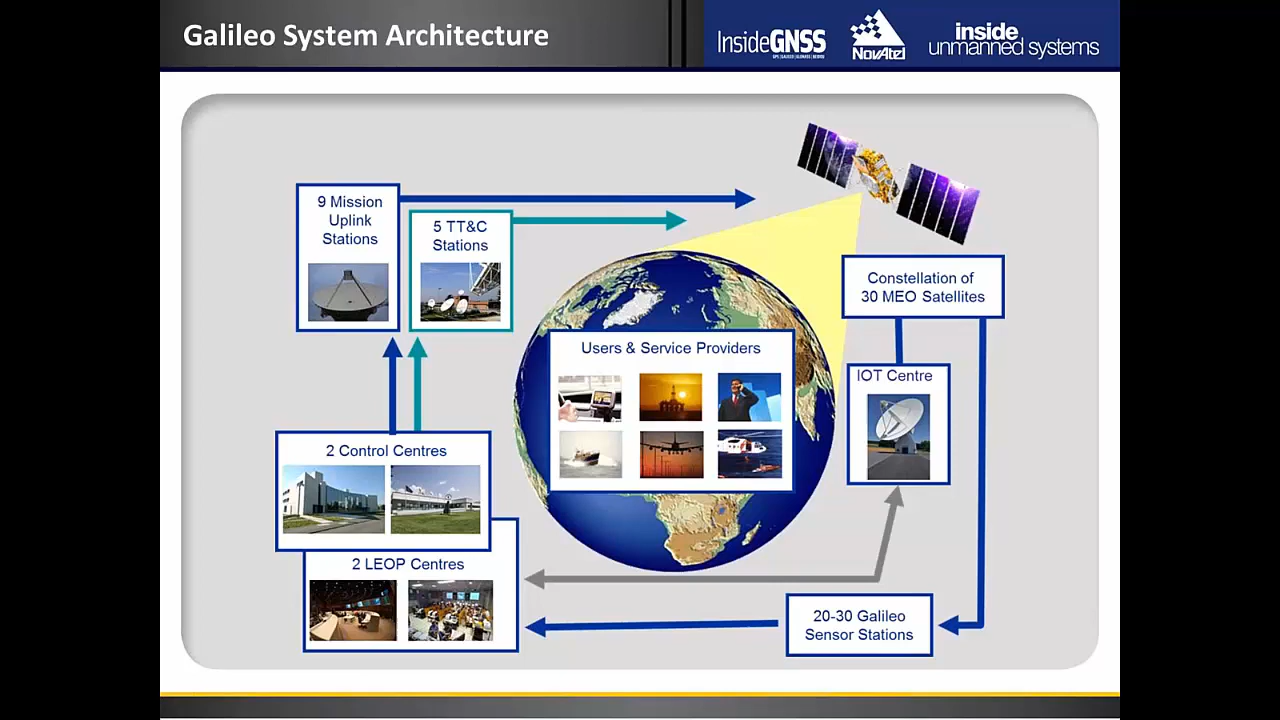 Galileo System Architecture
InsideGNSS
NovAtel
inside
unmanned systems
9 Mission
Uplink
Stations
5 TT&C
Stations
Constellation of
30 MEO Satellites
Users & Service Providers
IOT Centre
2 Control Centres
2 LEOP Centres
20-30 Galileo
Sensor Stations